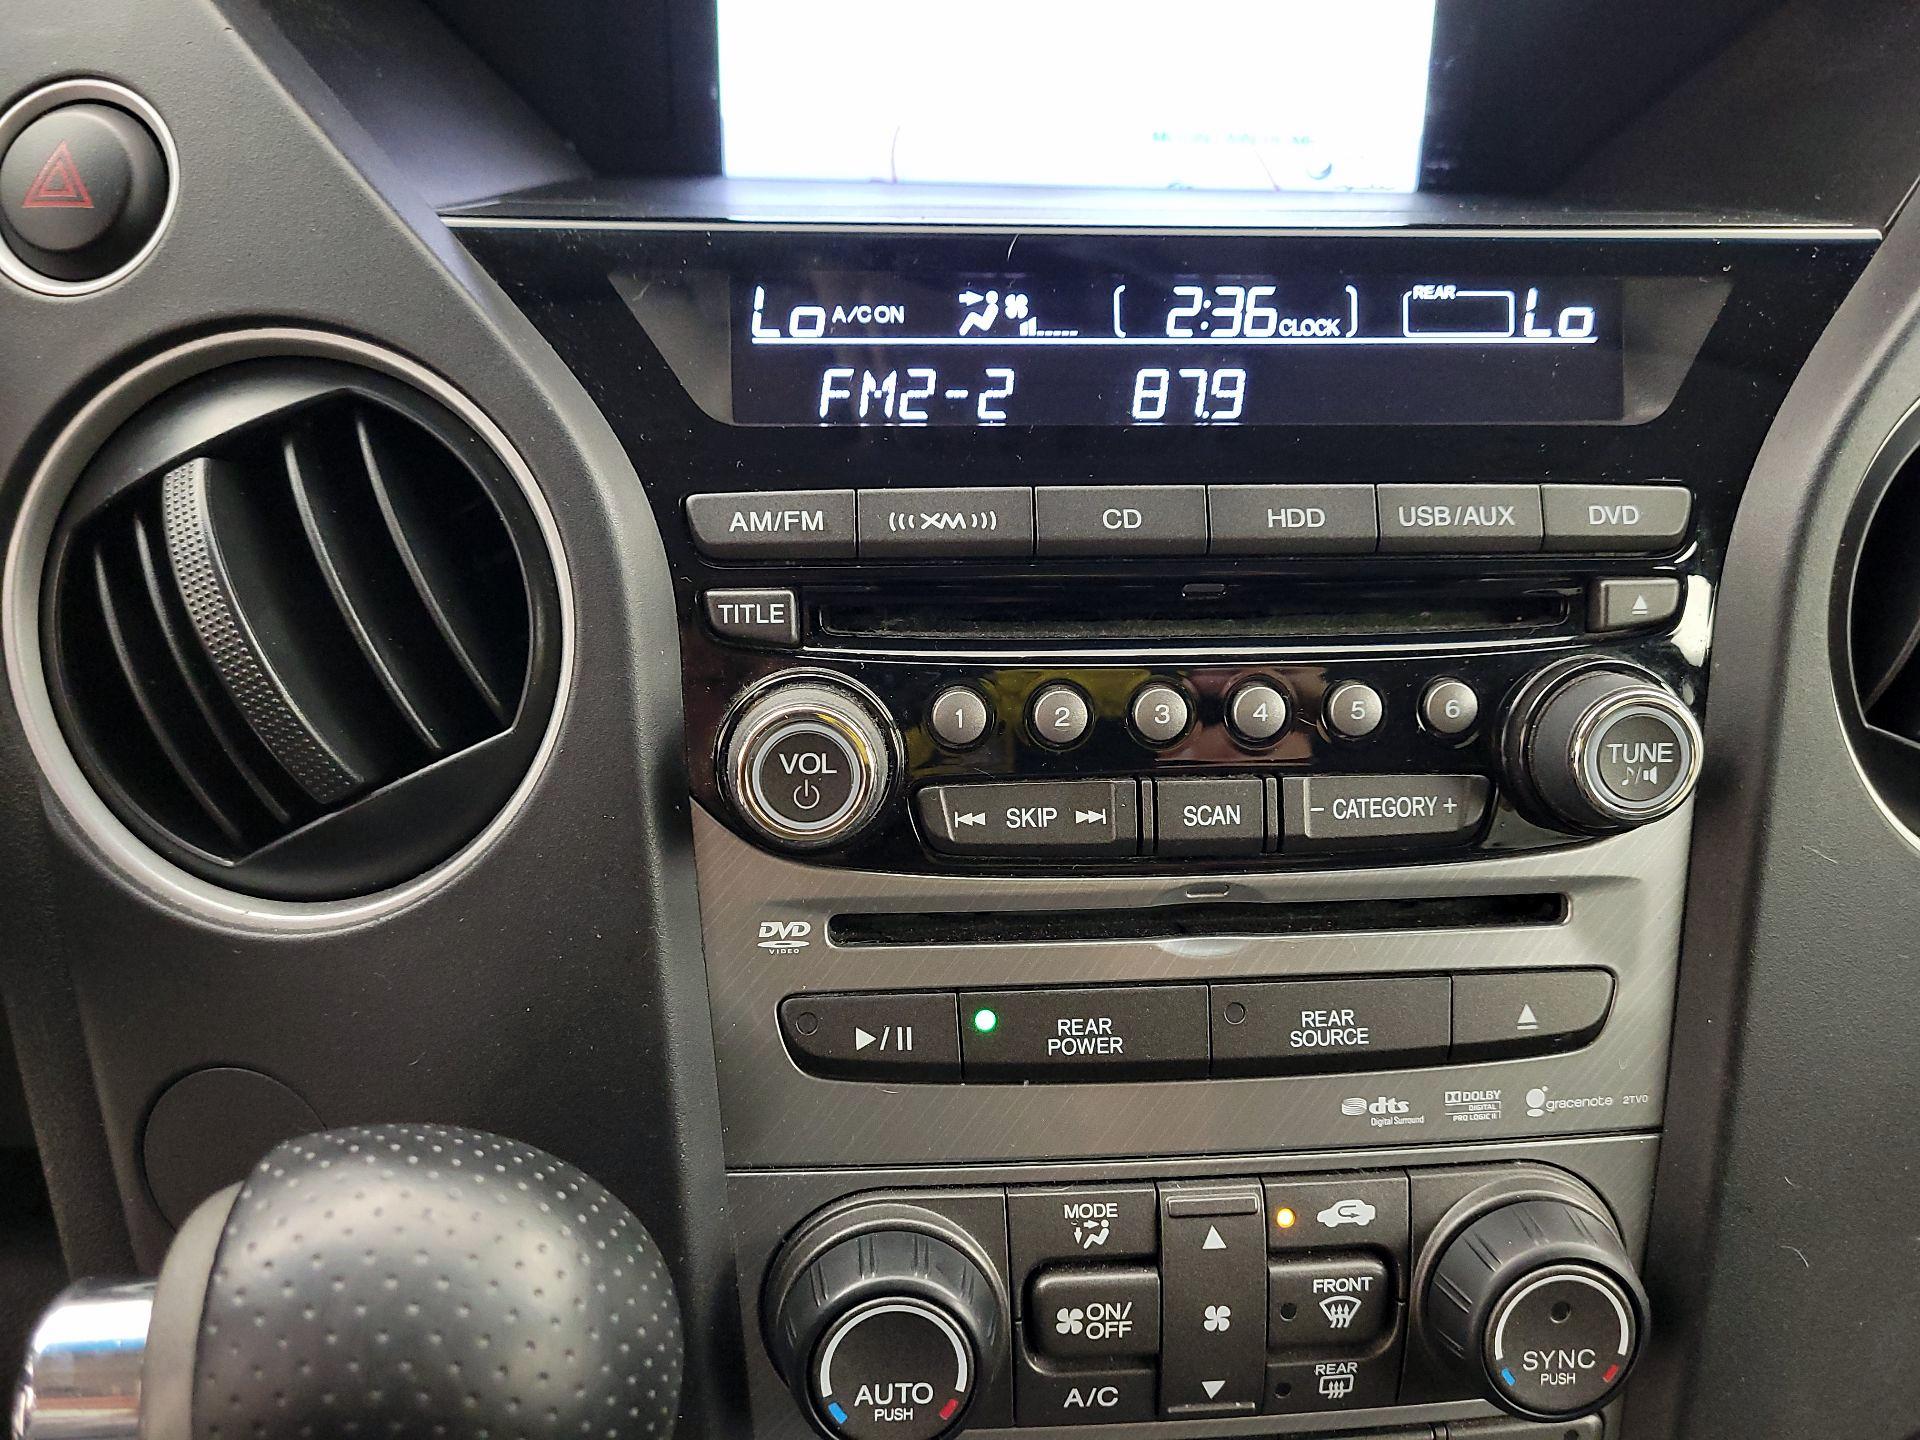 Lo A/C ON 2:36 CLOCK REAR Lo
FM2-2 87.9
AM/FM XM CD HDD USB/AUX DVD
TITLE
1 2 3 4 5 6
VOL TUNE
SKIP SCAN - CATEGORY +
DVD
VIDEO
REAR POWER
REAR SOURCE
dts Digital Surround
DOLBY DIGITAL PRO LOGIC II
gracenote 2TV0
MODE
ON/OFF
FRONT
REAR
A/C
AUTO
PUSH
SYNC
PUSH